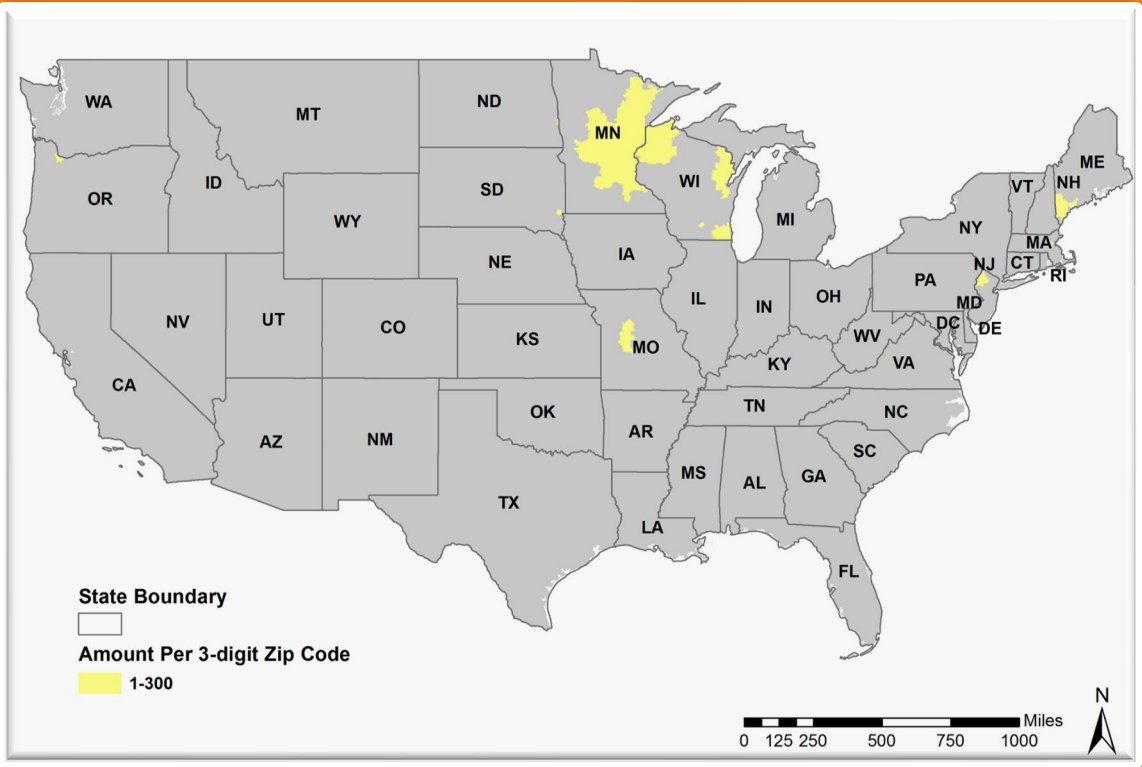 WA
MT
ND
MN
ME
OR
ID
SD
WI
VT
NH
WY
MI
NY
MA
NE
IA
NJ
CT
RI
NV
UT
CO
IL
IN
OH
PA
MD
KS
MO
WV
DC
DE
CA
KY
VA
AZ
NM
OK
TN
NC
AR
SC
MS
AL
GA
TX
LA
FL
State Boundary
Amount Per 3-digit Zip Code
1-300
N
Miles
0 125 250 500 750 1000